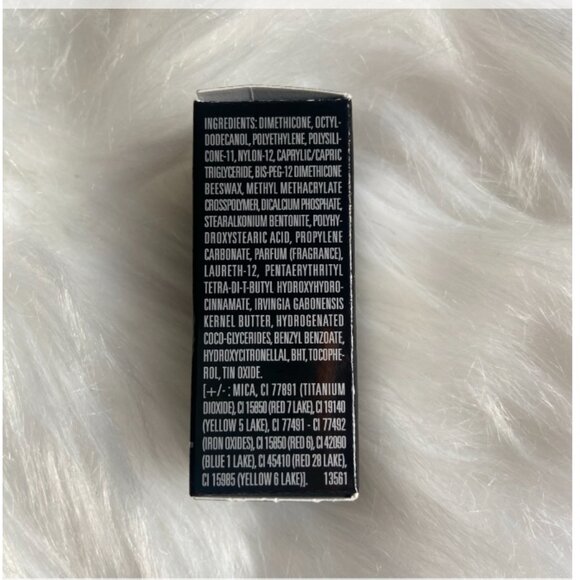 INGREDIENTS: DIMETHICONE, OCTYL-
DODECANOL, POLYETHYLENE, POLYSILI-
CONE-11, NYLON-12, CAPRYLIC/CAPRIC
TRIGLYCERIDE, BIS-PEG-12 DIMETHICONE
BEESWAX, METHYL METHACRYLATE
CROSSPOLYMER, DICALCIUM PHOSPHATE,
STEARALKONIUM BENTONITE, POLYHY-
DROXYSTEARIC ACID, PROPYLENE
CARBONATE, PARFUM (FRAGRANCE),
LAURETH-12, PENTAERYTHRITYL
TETRA-DI-T-BUTYL HYDROXYHYDRO-
CINNAMATE, IRVINGIA GABONENSIS
KERNEL BUTTER, HYDROGENATED
COCO-GLYCERIDES, BENZYL BENZOATE,
HYDROXYCITRONELLAL, BHT, TOCOPHE-
ROL, TIN OXIDE.
[+/- : MICA, CI 77891 (TITANIUM
DIOXIDE), CI 15850 (RED 7 LAKE), CI 19140
(YELLOW 5 LAKE), CI 77491 - CI 77492
(IRON OXIDES), CI 15850 (RED 6), CI 42090
(BLUE 1 LAKE), CI 45410 (RED 28 LAKE),
CI 15985 (YELLOW 6 LAKE)]. 13561